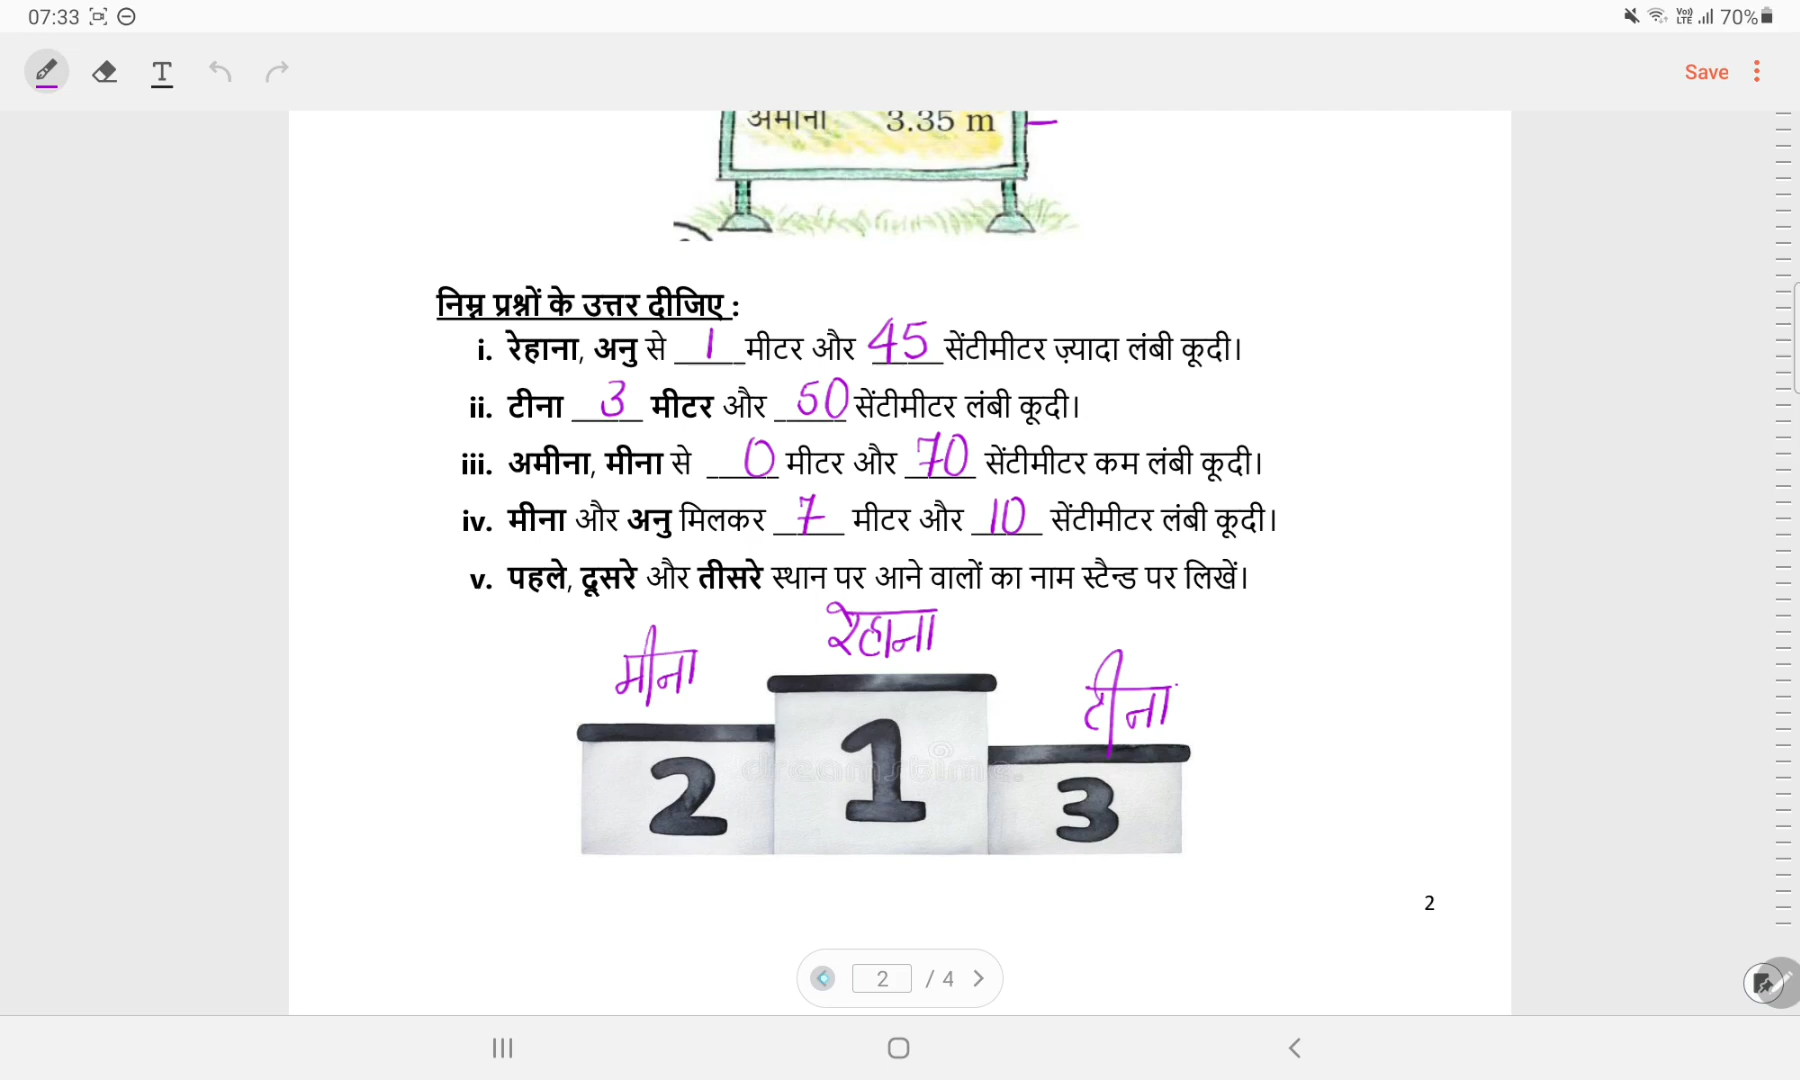 07:33 VoLTE 70%
T Save
अमीना 3.35 m
निम्न प्रश्नों के उत्तर दीजिए :
i. रेहाना, अनु से 1 मीटर और 45 सेंटीमीटर ज़्यादा लंबी कूदी।
ii. टीना 3 मीटर और 50 सेंटीमीटर लंबी कूदी।
iii. अमीना, मीना से 0 मीटर और 70 सेंटीमीटर कम लंबी कूदी।
iv. मीना और अनु मिलकर 7 मीटर और 10 सेंटीमीटर लंबी कूदी।
v. पहले, दूसरे और तीसरे स्थान पर आने वालों का नाम स्टैन्ड पर लिखें।
मीना रेहाना टीना
2 1 3
dreamstime.
2
2 / 4